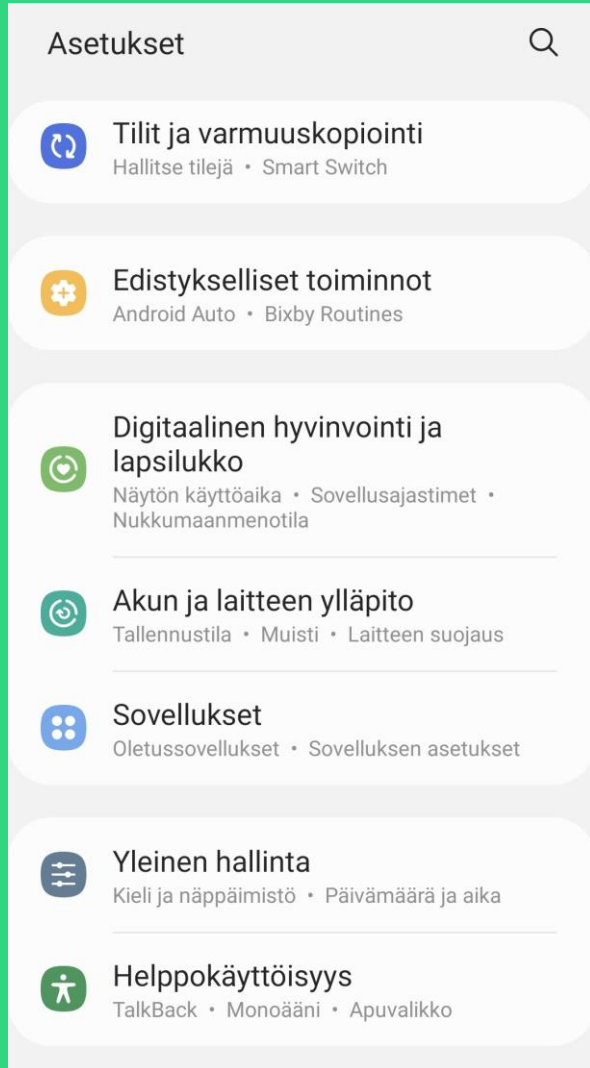 Asetukset
Tilit ja varmuuskopiointi
Hallitse tilejä • Smart Switch
Edistykselliset toiminnot
Android Auto • Bixby Routines
Digitaalinen hyvinvointi ja
lapsilukko
Näytön käyttöaika • Sovellusajastimet •
Nukkumaanmenotila
Akun ja laitteen ylläpito
Tallennustila • Muisti • Laitteen suojaus
Sovellukset
Oletussovellukset • Sovelluksen asetukset
Yleinen hallinta
Kieli ja näppäimistö • Päivämäärä ja aika
Helppokäyttöisyys
TalkBack • Monoääni • Apuvalikko